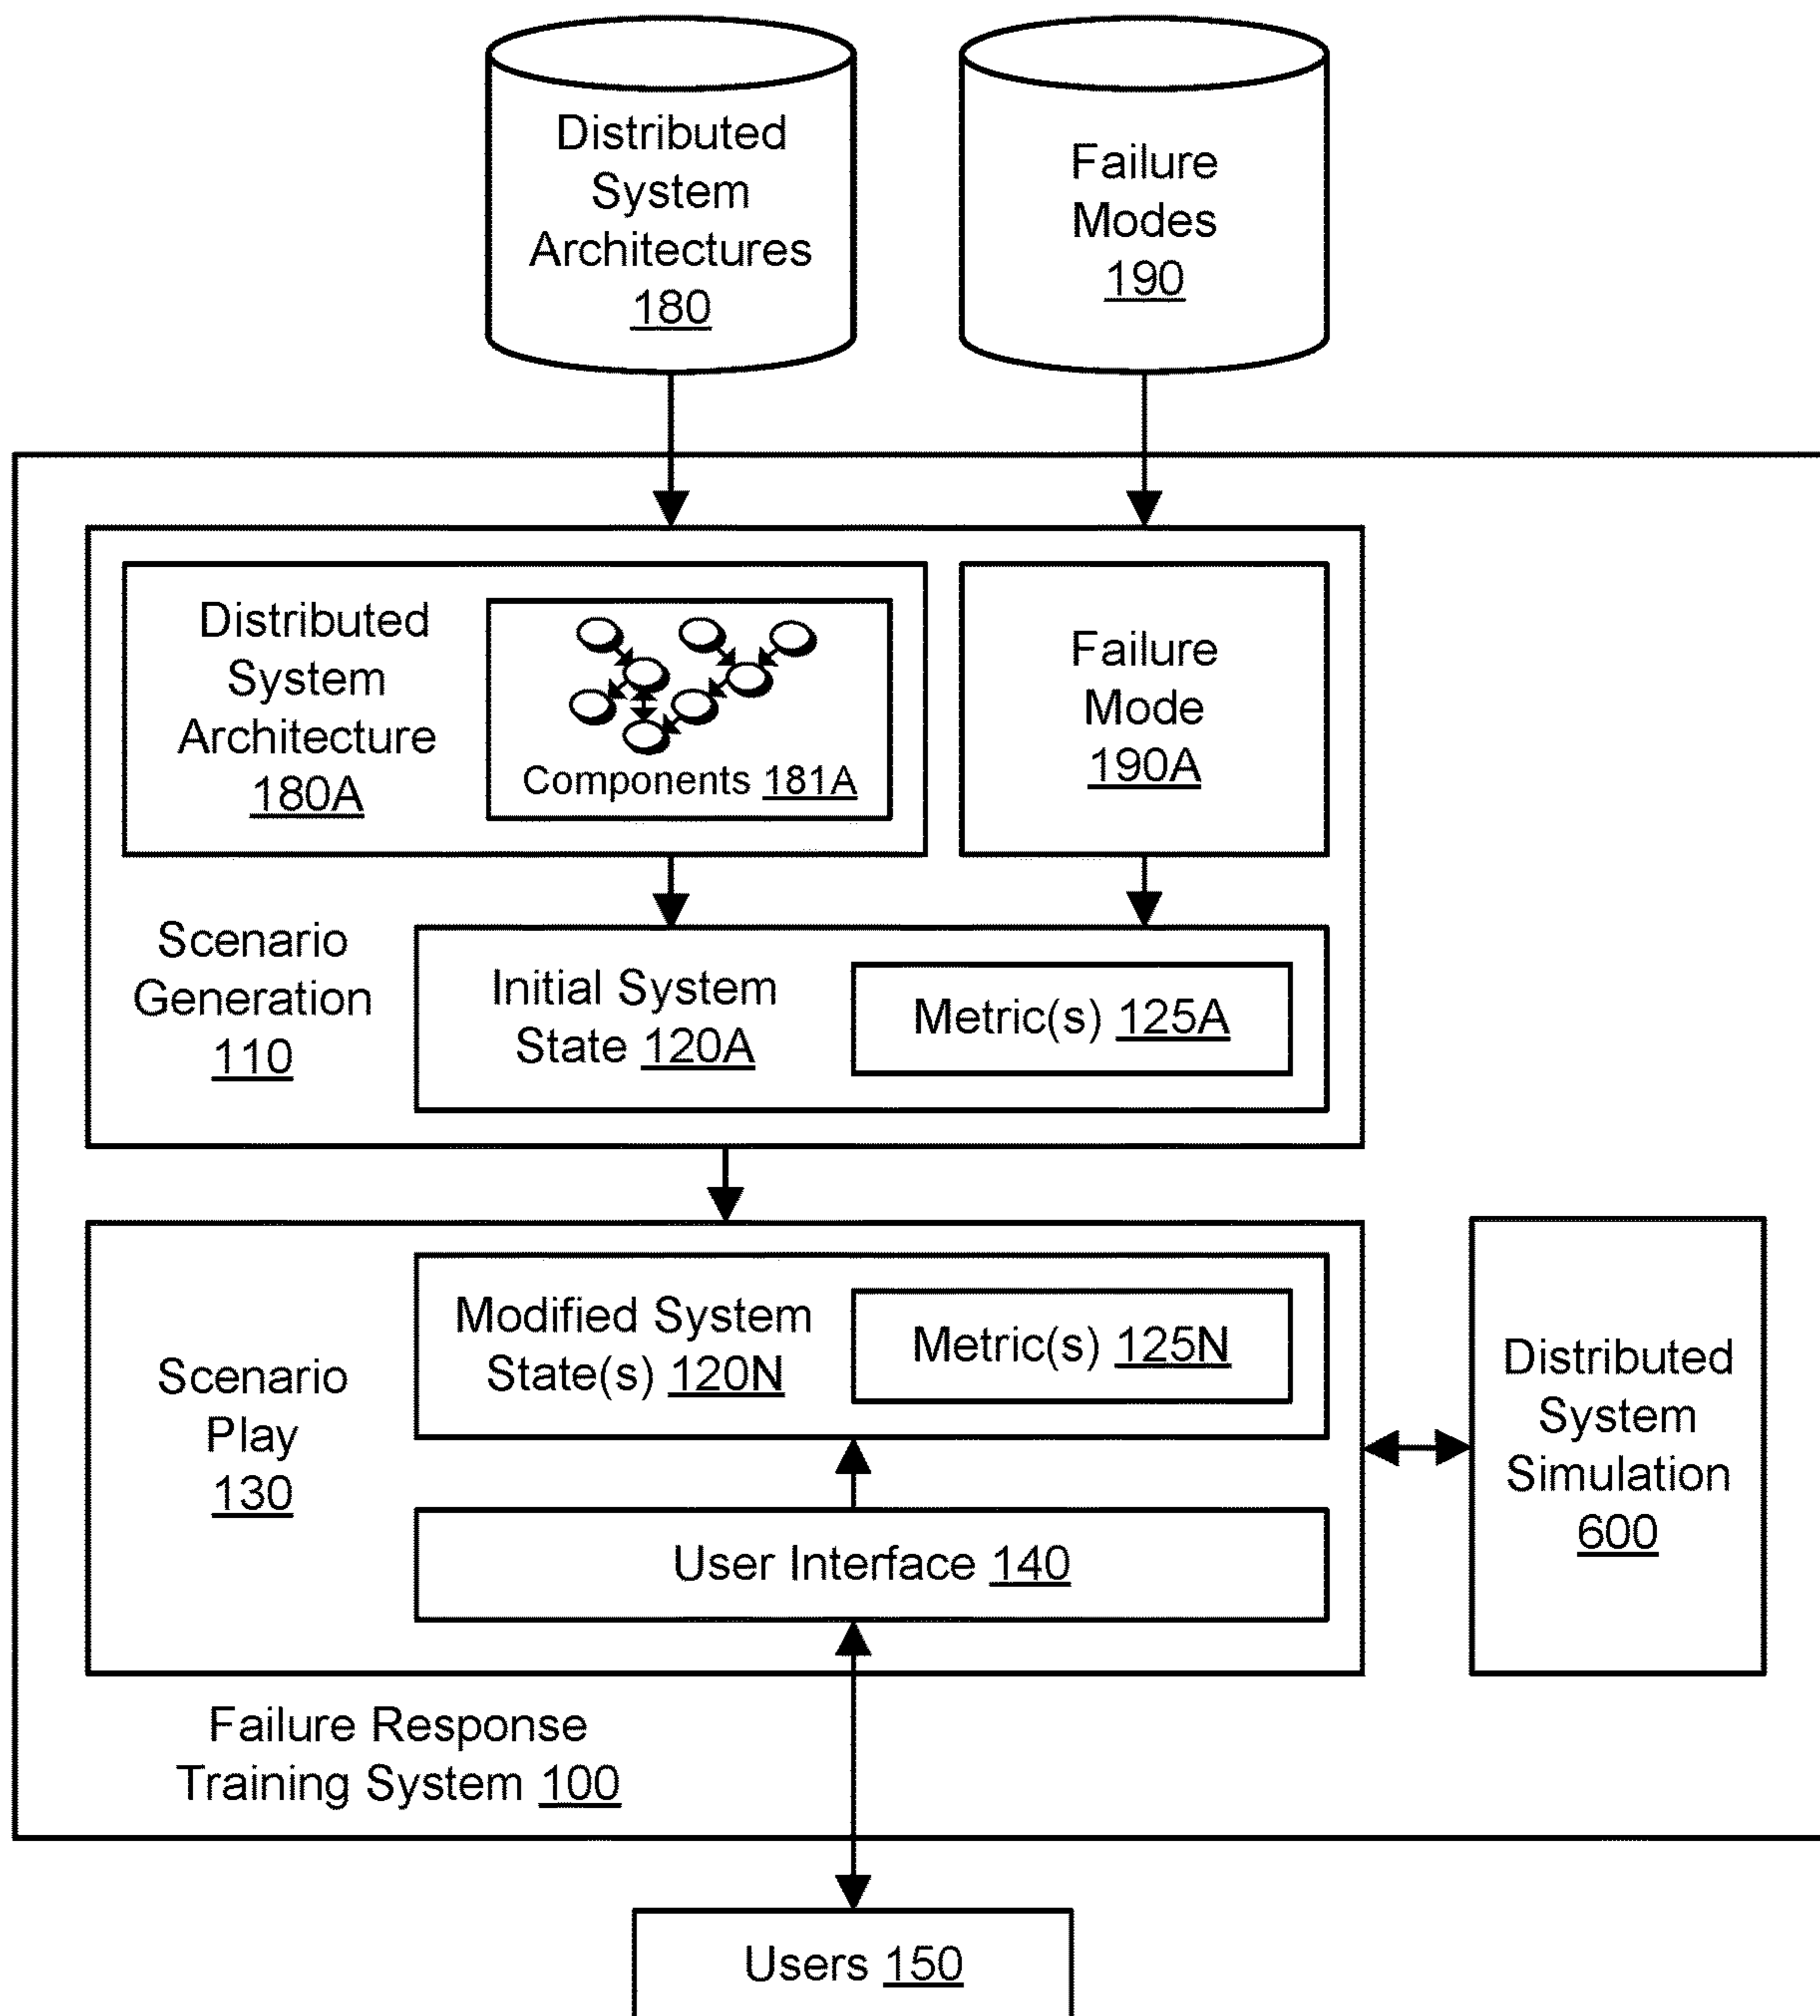 Distributed
System
Architectures
180
Failure
Modes
190
Distributed
System
Architecture
180A
Components 181A
Failure
Mode
190A
Scenario
Generation
110
Initial System
State 120A
Metric(s) 125A
Scenario
Play
130
Modified System
State(s) 120N
Metric(s) 125N
User Interface 140
Distributed
System
Simulation
600
Failure Response
Training System 100
Users 150